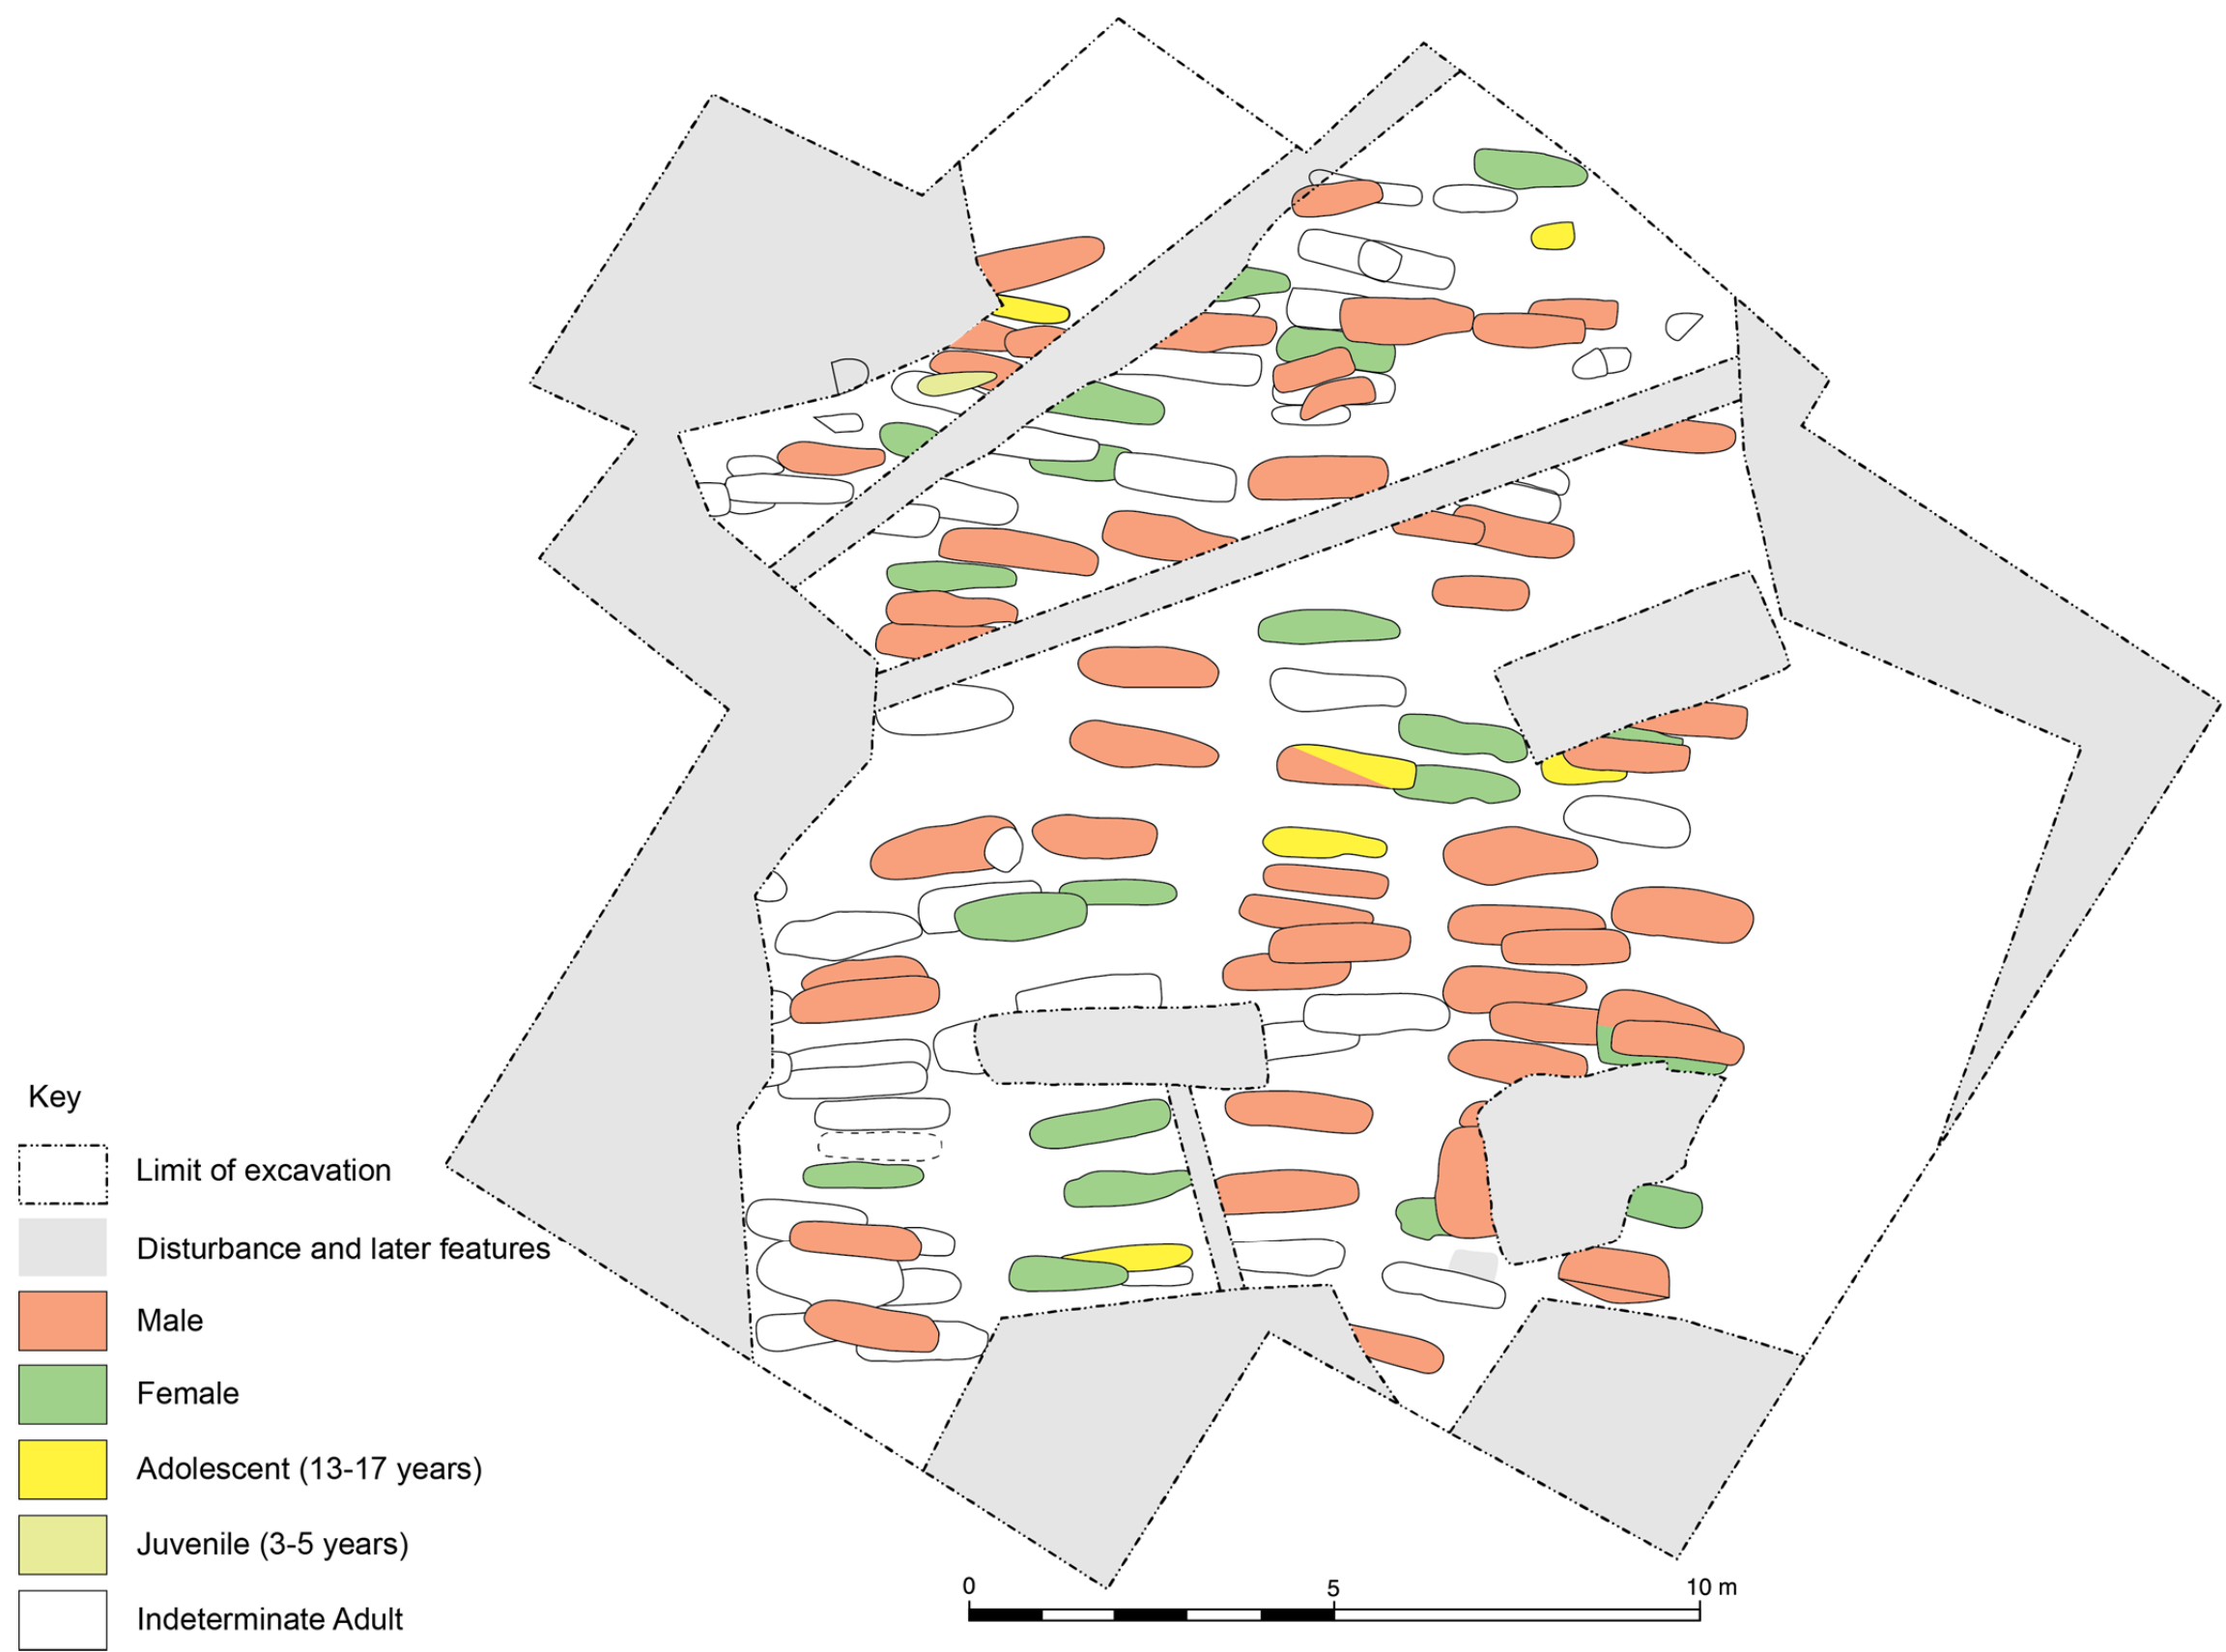 Key
Limit of excavation
Disturbance and later features
Male
Female
Adolescent (13-17 years)
Juvenile (3-5 years)
Indeterminate Adult
0 5 10 m